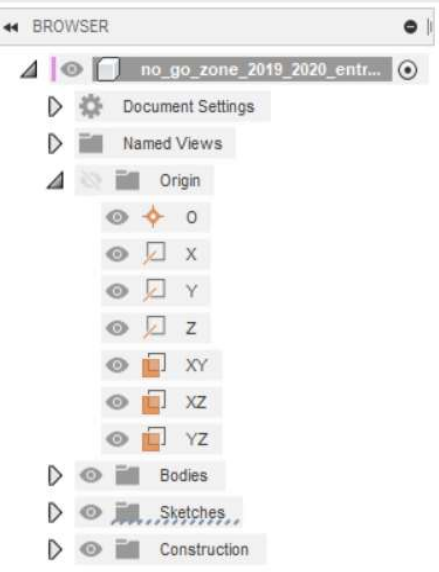 BROWSER
no_go_zone_2019_2020_entr...
Document Settings
Named Views
Origin
O
X
Y
Z
XY
XZ
YZ
Bodies
Sketches
Construction